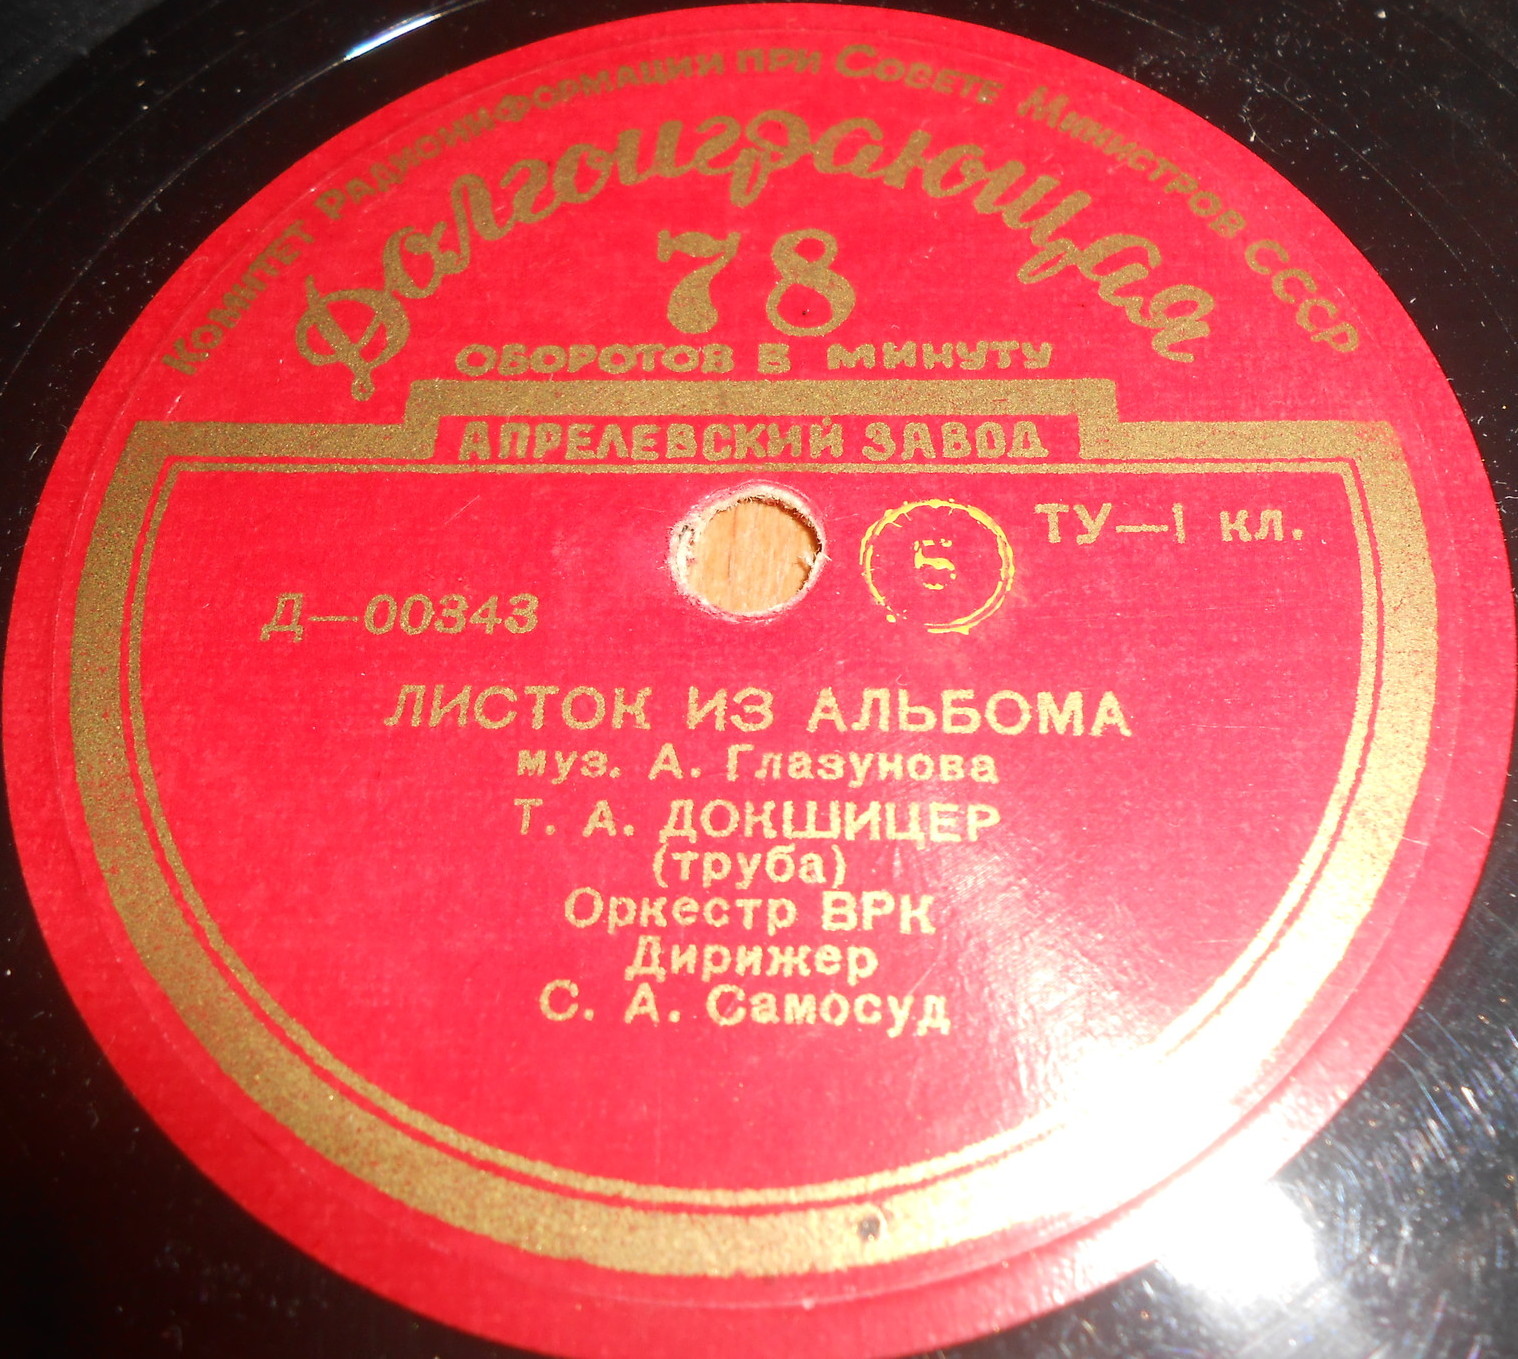 Комитет радиоинформации при Совете Министров СССР
Долгоиграющая
78
ОБОРОТОВ В МИНУТУ
АПРЕЛЕВСКИЙ ЗАВОД
5
ТУ—1 кл.
Д—00343
ЛИСТОК ИЗ АЛЬБОМА
муз. А. Глазунова
Т. А. ДОКШИЦЕР
(труба)
Оркестр ВРК
Дирижер
С. А. Самосуд